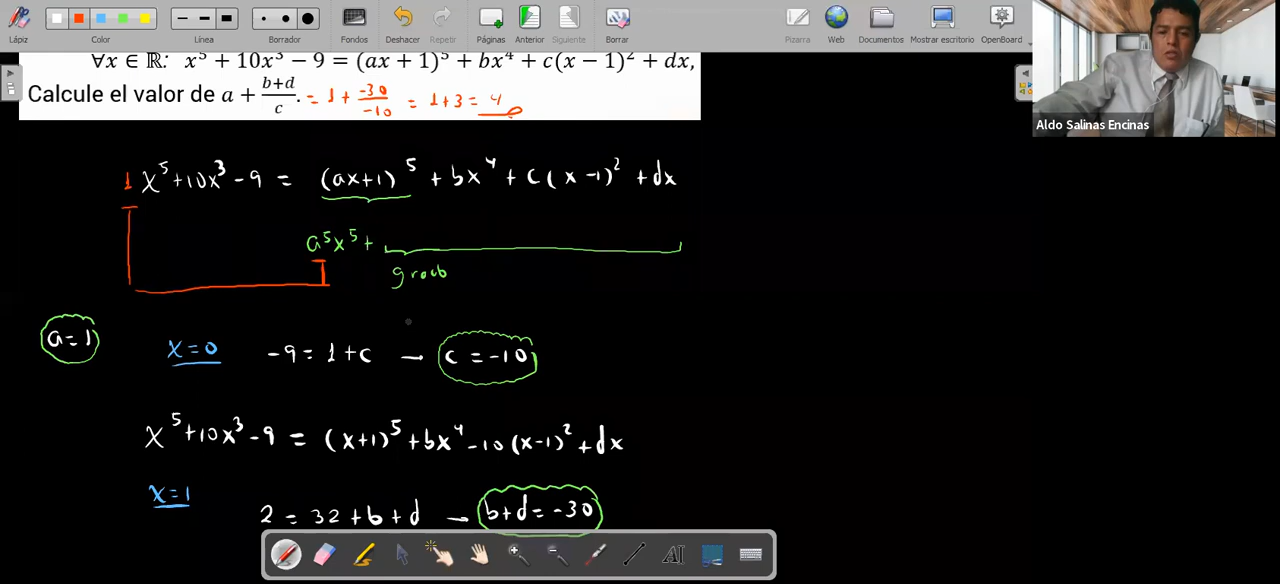 Lápiz Color Línea Borrador Fondos Deshacer Repetir Páginas Anterior Siguiente Borrar Pizarra Web Documentos Mostrar escritorio OpenBoard
∀x ∈ ℝ: x⁵ + 10x³ − 9 = (ax + 1)⁵ + bx⁴ + c(x − 1)² + dx,
Calcule el valor de a + (b+d)/c. = 1 + (-30)/(-10) = 1+3 = 4
Aldo Salinas Encinas
1 x⁵+10x³-9 = (ax+1)⁵ + bx⁴ + c(x-1)² + dx
a⁵x⁵ +
a=1
x=0 -9 = 1+c — c = -10
x⁵+10x³-9 = (x+1)⁵ + bx⁴ -10(x-1)² + dx
x=1
2 = 32 + b + d — b+d = -30
AI